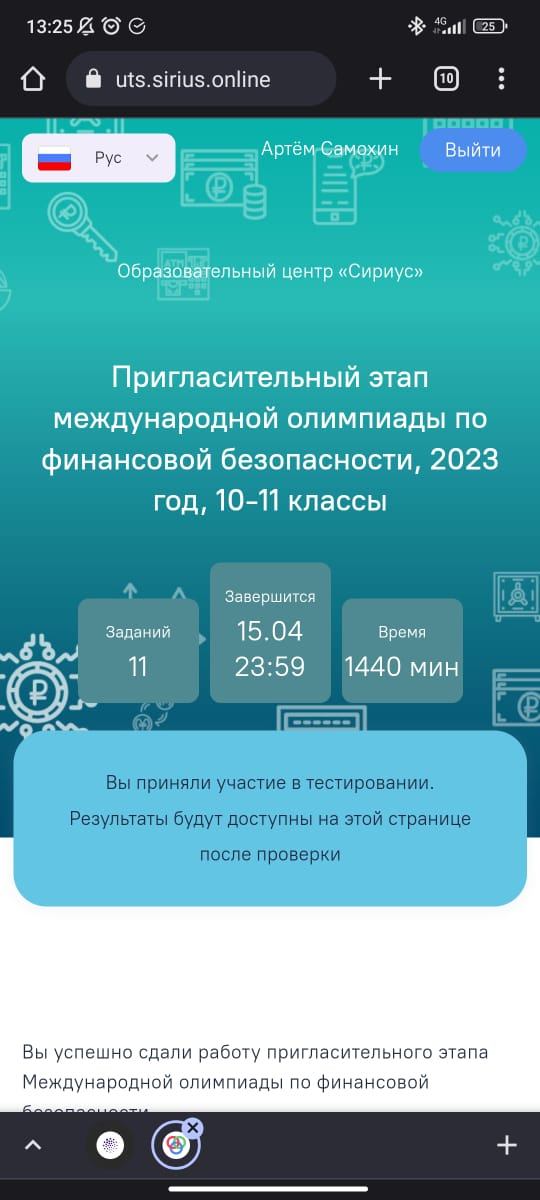 13:25
4G
25
uts.sirius.online
10
Рус
Артём Самохин
Выйти
ATM
Образовательный центр «Сириус»
Пригласительный этап
международной олимпиады по
финансовой безопасности, 2023
год, 10-11 классы
Заданий
11
Завершится
15.04
23:59
Время
1440 мин
Вы приняли участие в тестировании.
Результаты будут доступны на этой странице
после проверки
Вы успешно сдали работу пригласительного этапа
Международной олимпиады по финансовой
безопасности